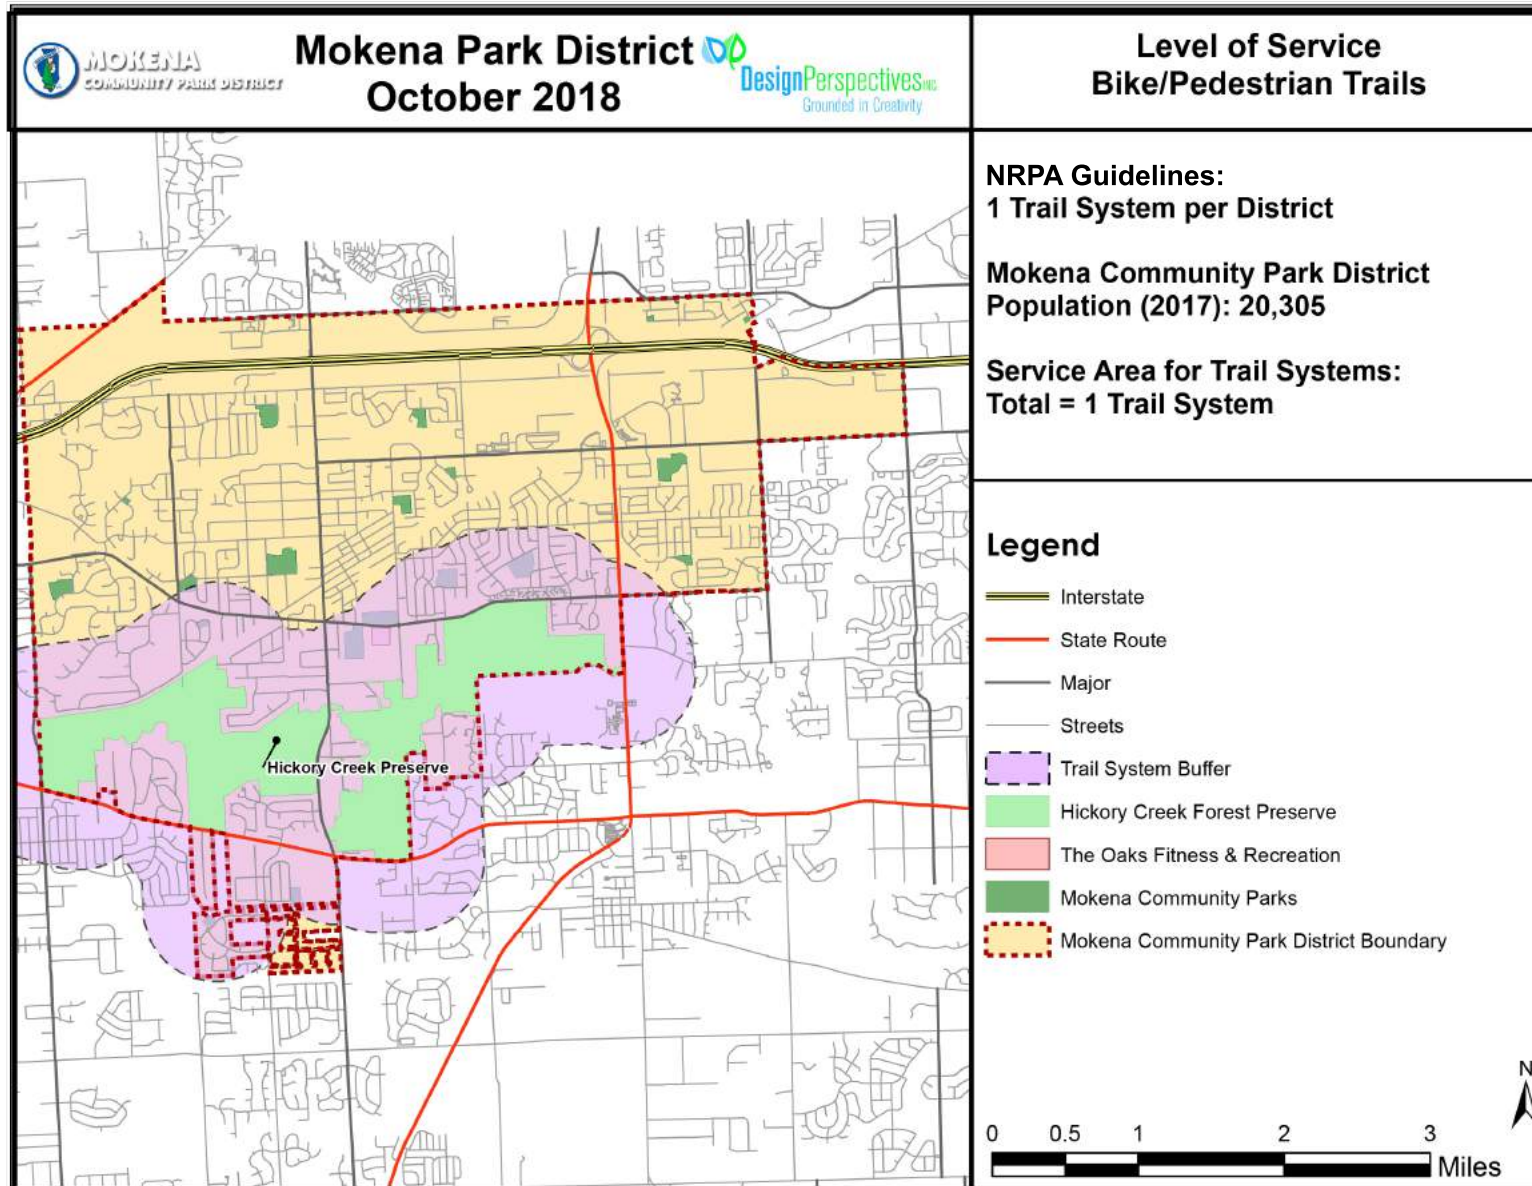 MOKENA
COMMUNITY PARK DISTRICT
Mokena Park District
October 2018
DesignPerspectives INC.
Grounded in Creativity
Level of Service
Bike/Pedestrian Trails
NRPA Guidelines:
1 Trail System per District
Mokena Community Park District
Population (2017): 20,305
Service Area for Trail Systems:
Total = 1 Trail System
Hickory Creek Preserve
Legend
Interstate
State Route
Major
Streets
Trail System Buffer
Hickory Creek Forest Preserve
The Oaks Fitness & Recreation
Mokena Community Parks
Mokena Community Park District Boundary
N
0 0.5 1 2 3
Miles